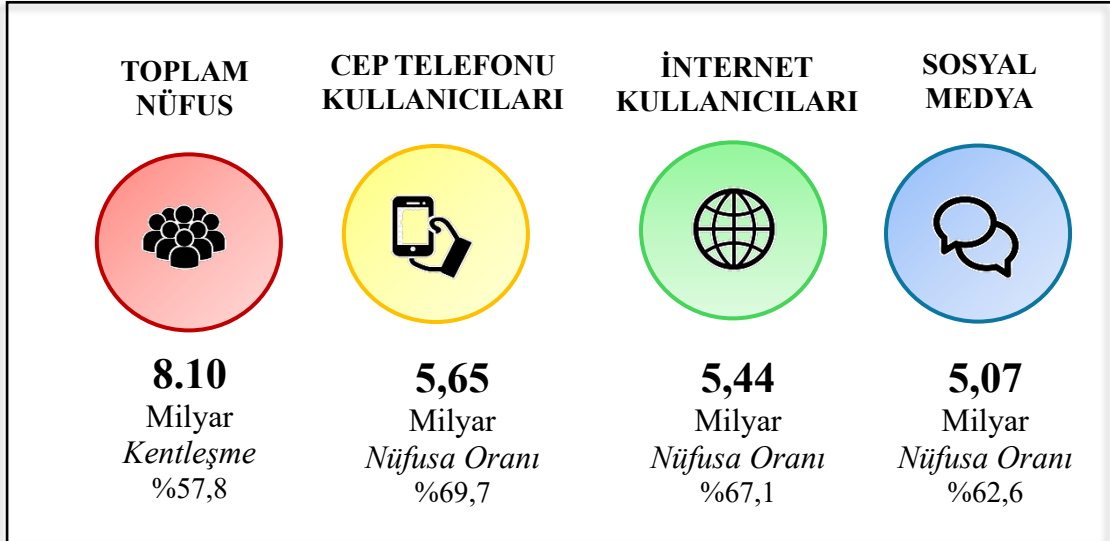 TOPLAM
NÜFUS
8.10
Milyar
Kentleşme
%57,8
CEP TELEFONU
KULLANICILARI
5,65
Milyar
Nüfusa Oranı
%69,7
İNTERNET
KULLANICILARI
5,44
Milyar
Nüfusa Oranı
%67,1
SOSYAL
MEDYA
5,07
Milyar
Nüfusa Oranı
%62,6